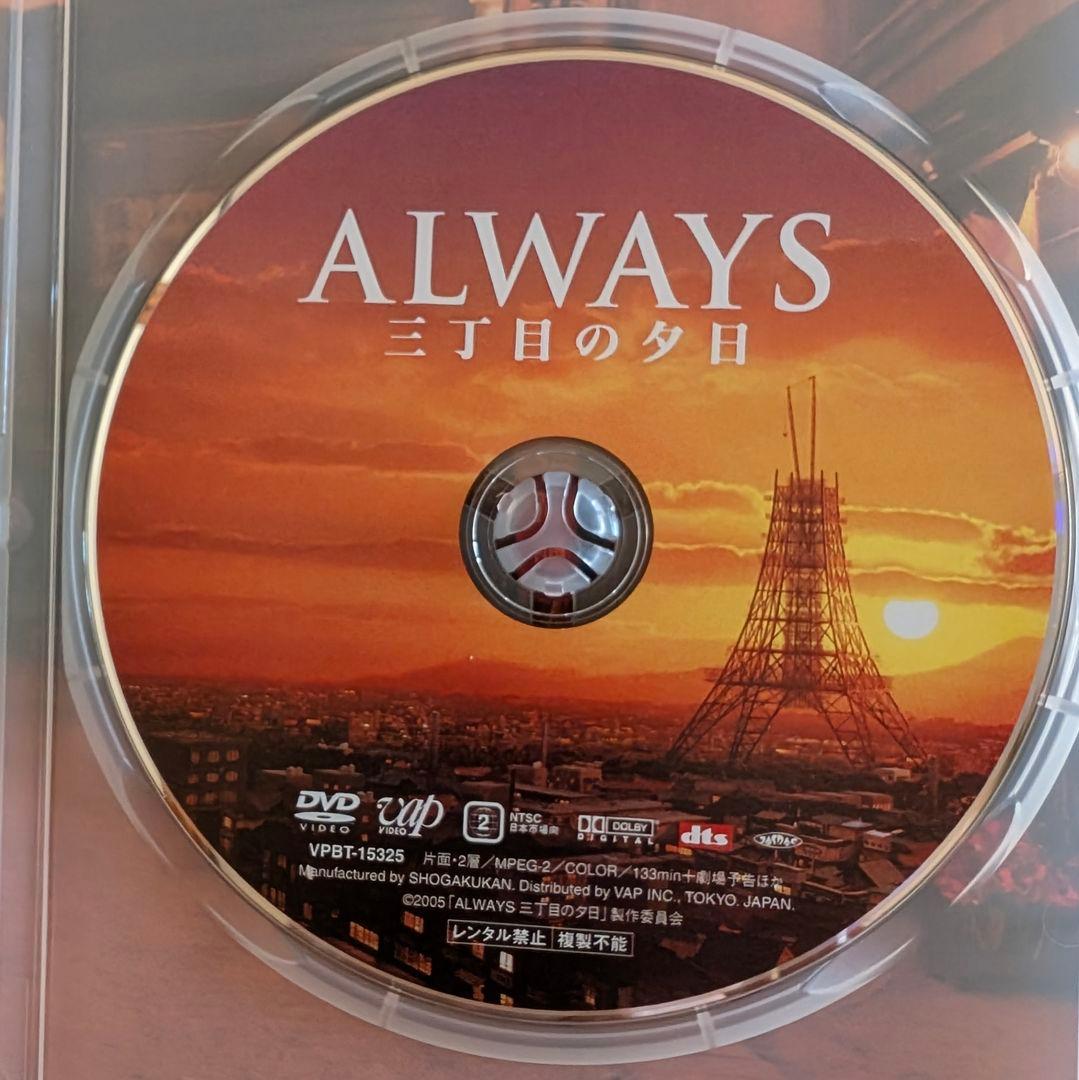 ALWAYS
三丁目の夕日
DVD VIDEO vap VIDEO 2 NTSC 日本市場向 DOLBY DIGITAL dts
VPBT-15325 片面・2層／MPEG-2／COLOR／133min＋劇場予告ほか
Manufactured by SHOGAKUKAN. Distributed by VAP INC., TOKYO. JAPAN.
©2005「ALWAYS 三丁目の夕日」製作委員会
レンタル禁止 複製不能